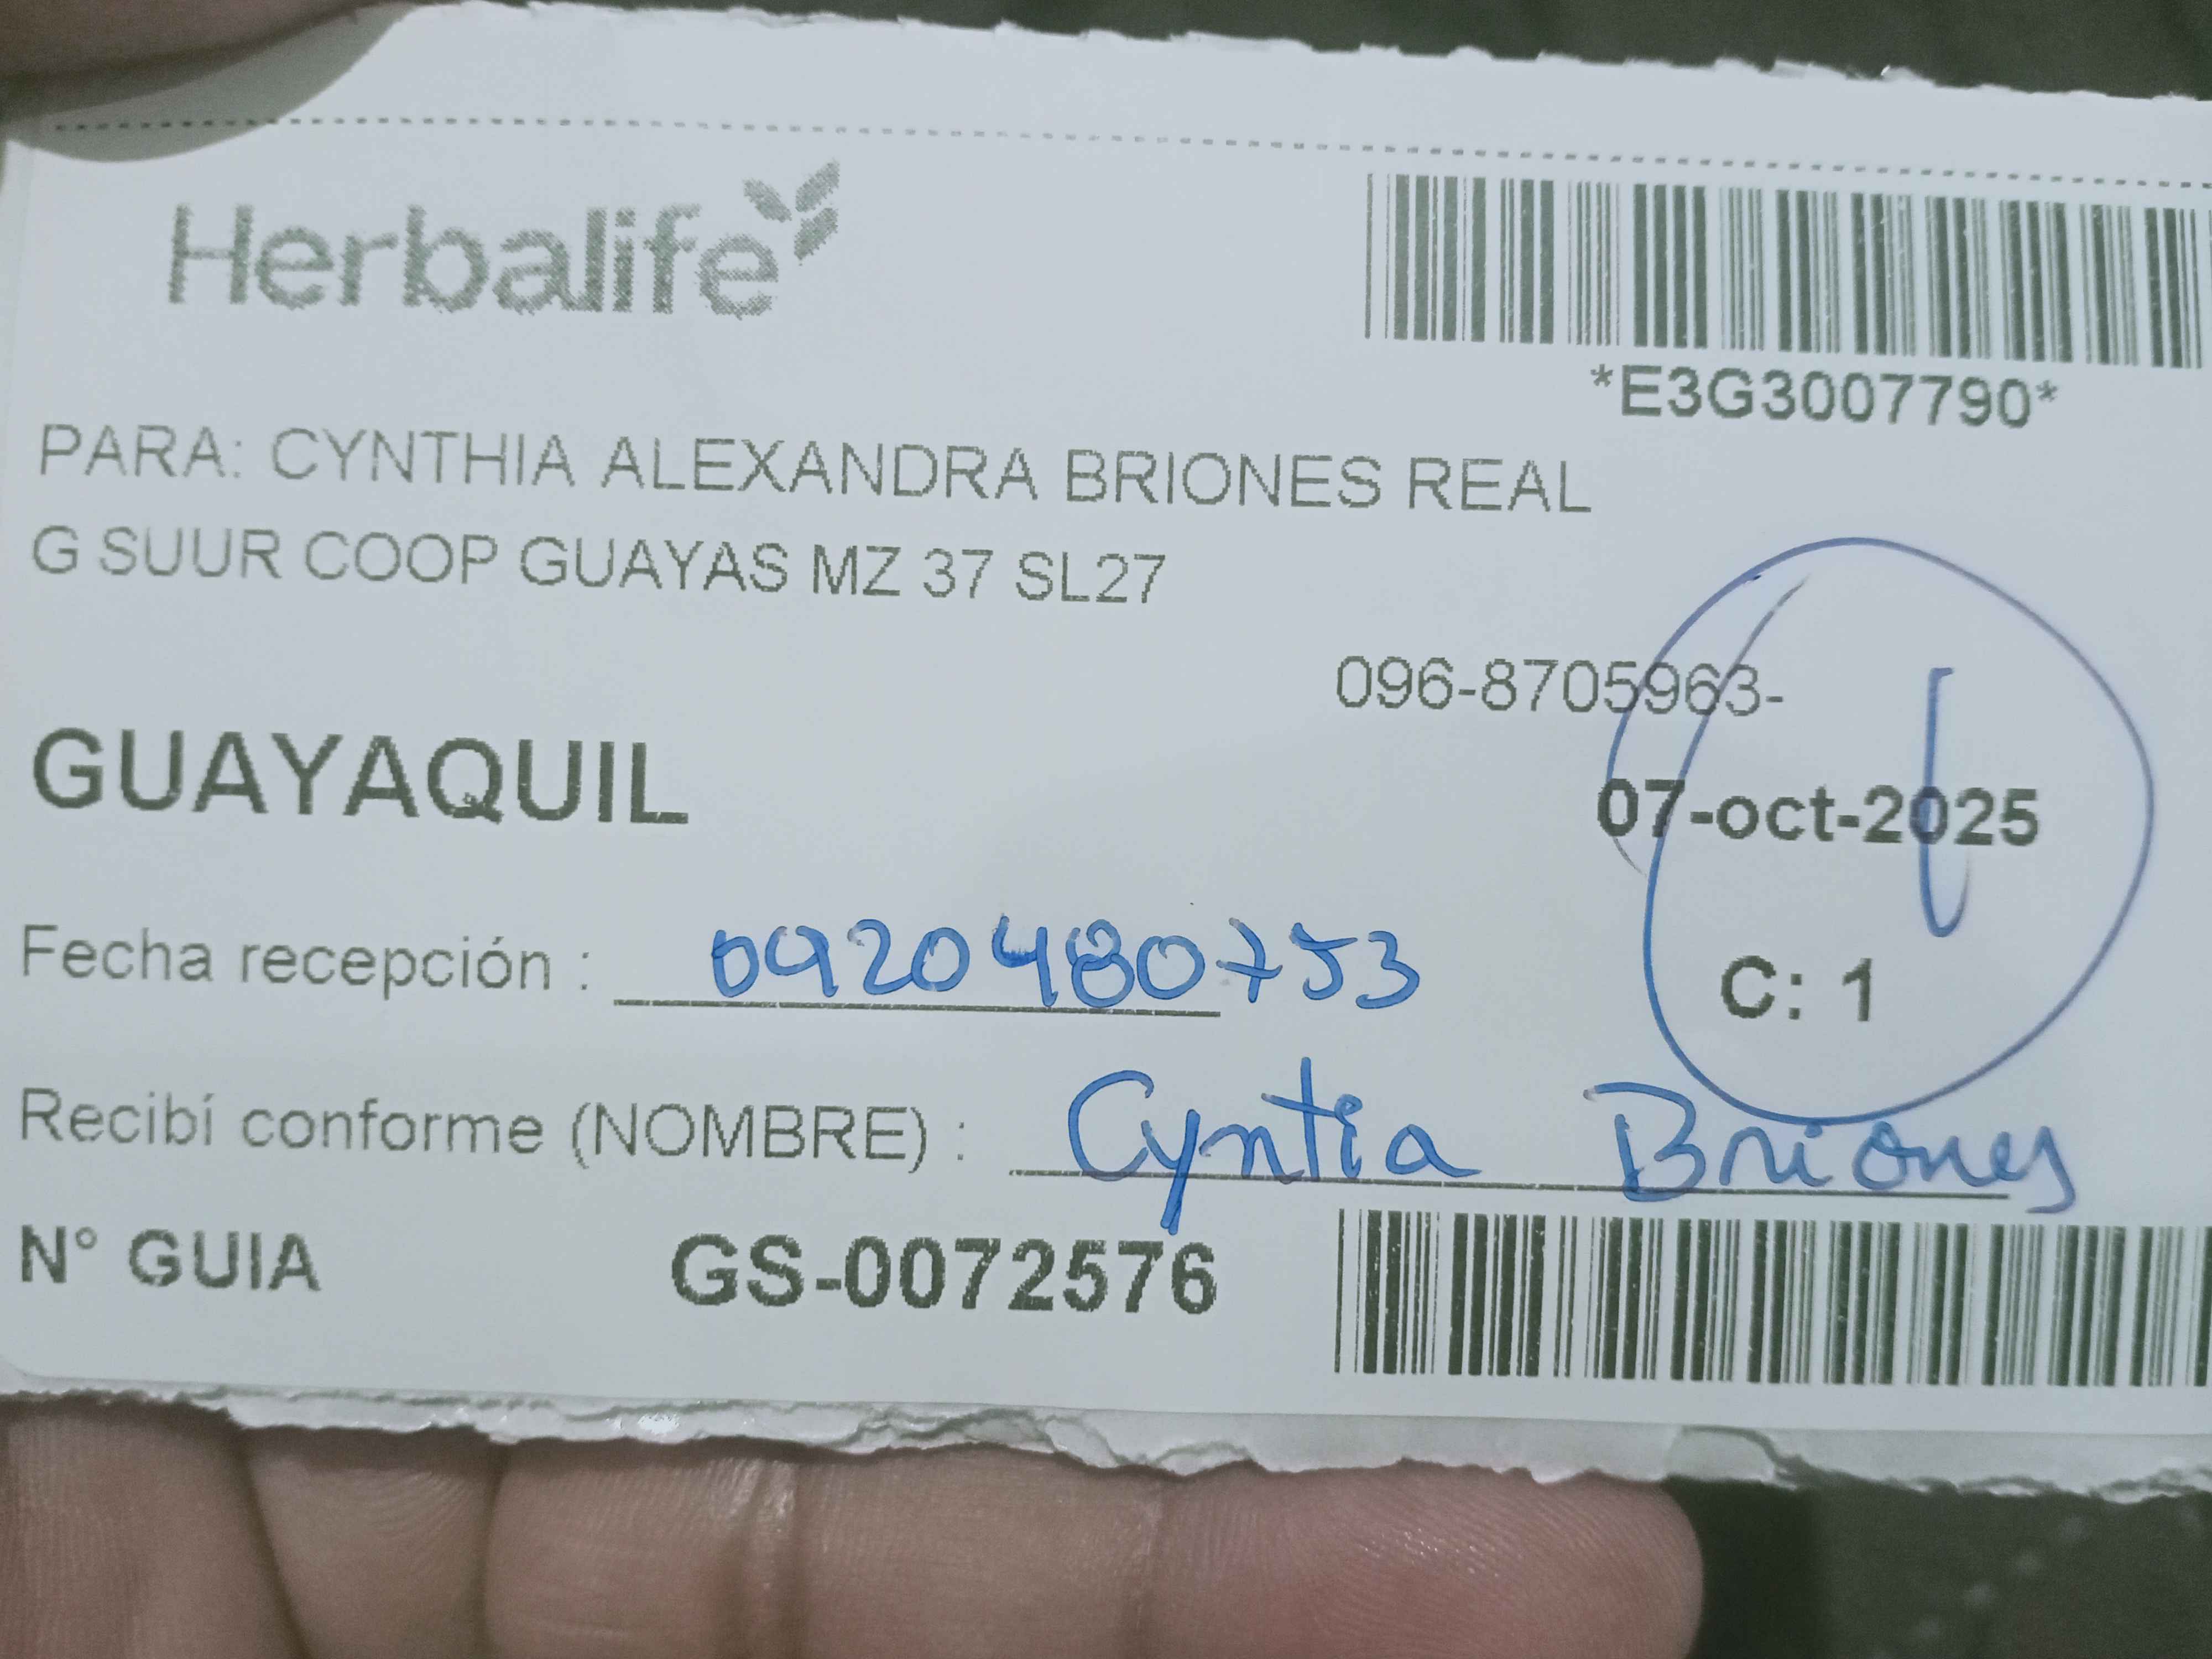 Herbalife
*E3G3007790*
PARA: CYNTHIA ALEXANDRA BRIONES REAL
G SUUR COOP GUAYAS MZ 37 SL27
096-8705963-
GUAYAQUIL
07-oct-2025
Fecha recepción : 0920480753
C: 1
Recibí conforme (NOMBRE) : Cyntia Briones
N° GUIA GS-0072576